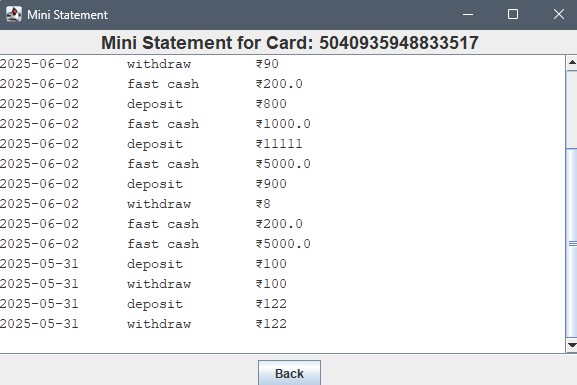 Mini Statement
Mini Statement for Card: 5040935948833517
2025-06-02 withdraw ₹90
2025-06-02 fast cash ₹200.0
2025-06-02 deposit ₹800
2025-06-02 fast cash ₹1000.0
2025-06-02 deposit ₹11111
2025-06-02 fast cash ₹5000.0
2025-06-02 deposit ₹900
2025-06-02 withdraw ₹8
2025-06-02 fast cash ₹200.0
2025-06-02 fast cash ₹5000.0
2025-05-31 deposit ₹100
2025-05-31 withdraw ₹100
2025-05-31 deposit ₹122
2025-05-31 withdraw ₹122
Back